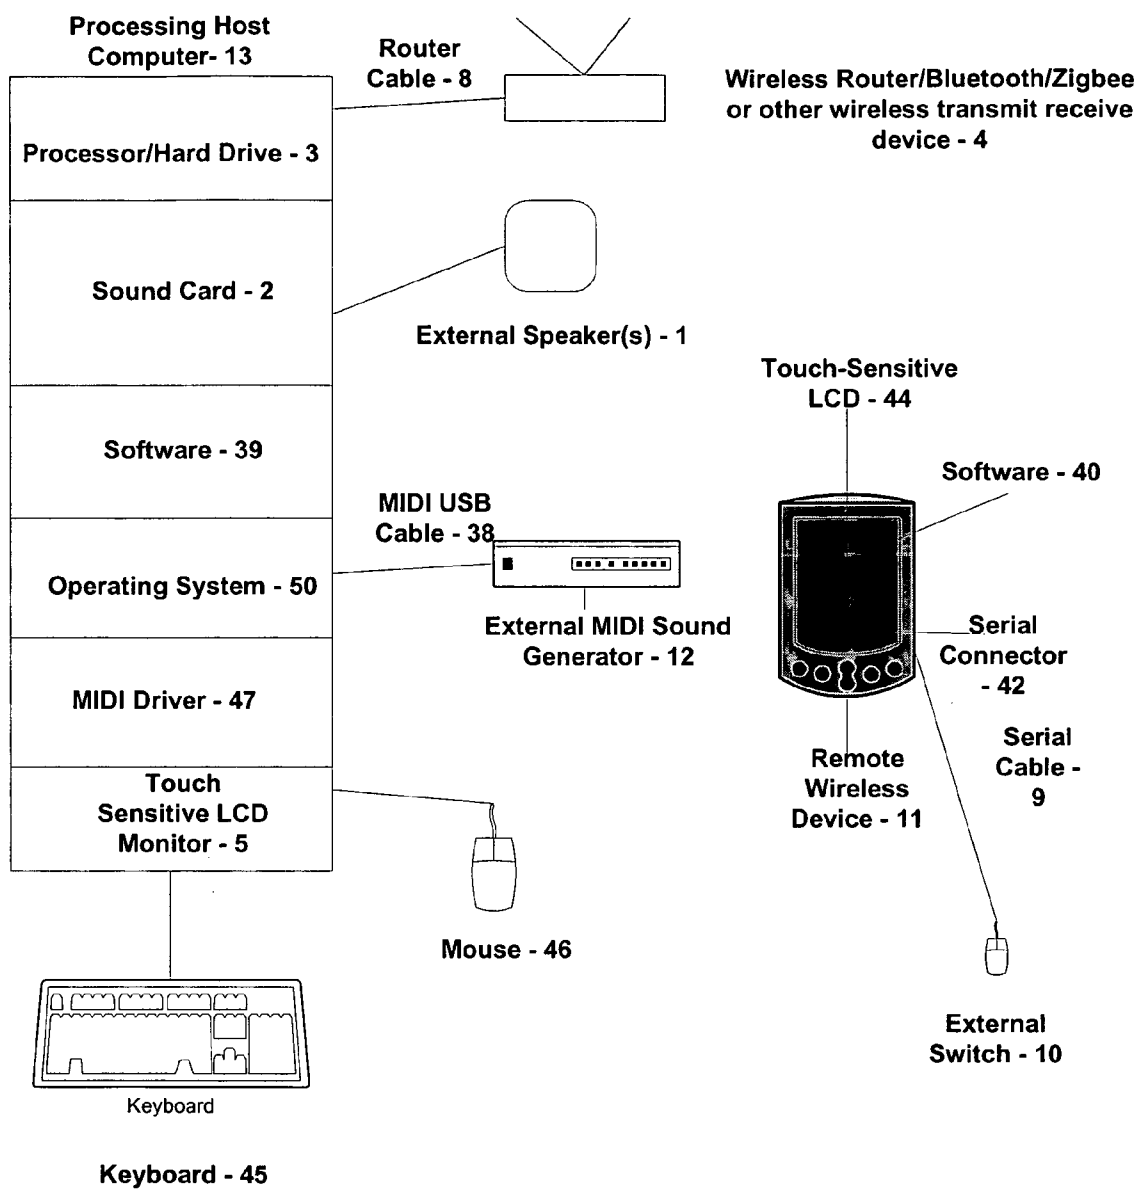 Processing Host
Computer- 13
Router
Cable - 8
Wireless Router/Bluetooth/Zigbee
or other wireless transmit receive
device - 4
Processor/Hard Drive - 3
Sound Card - 2
External Speaker(s) - 1
Touch-Sensitive
LCD - 44
Software - 39
Software - 40
MIDI USB
Cable - 38
Operating System - 50
External MIDI Sound
Generator - 12
Serial
Connector
- 42
MIDI Driver - 47
Serial
Cable -
9
Remote
Wireless
Device - 11
Touch
Sensitive LCD
Monitor - 5
Mouse - 46
External
Switch - 10
Keyboard
Keyboard - 45